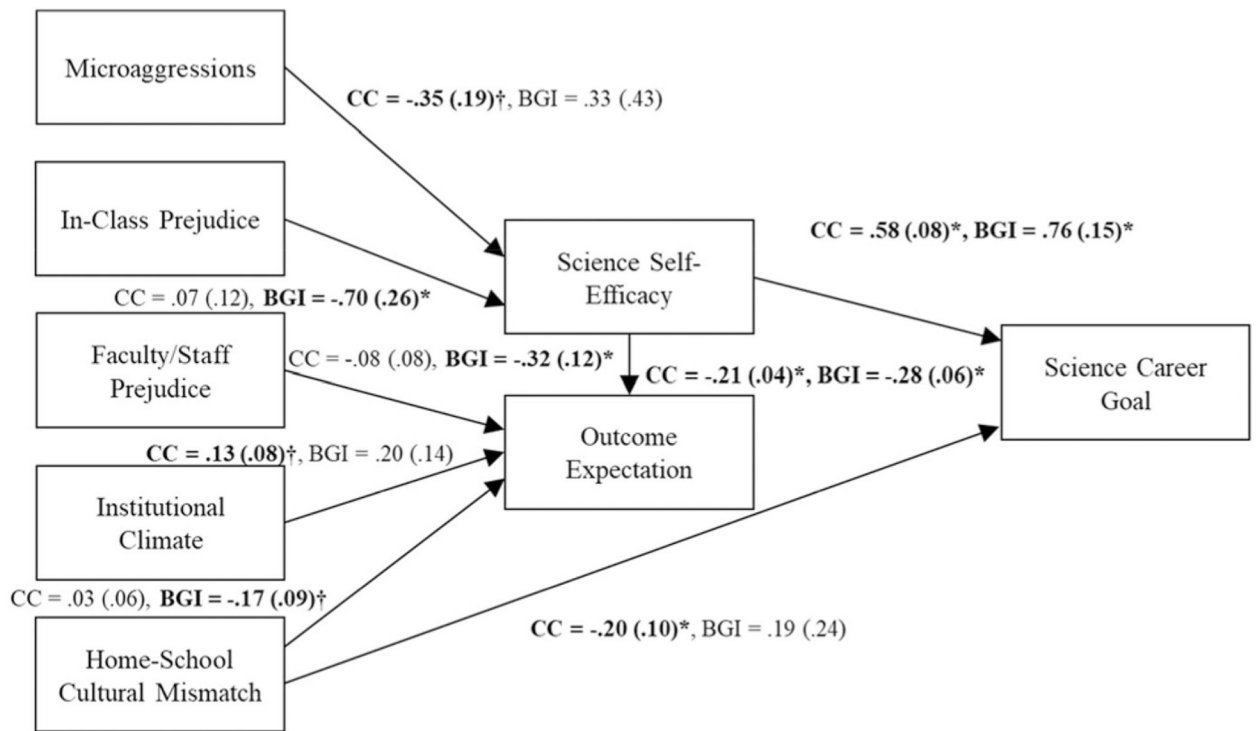 Microaggressions
CC = -.35 (.19)†, BGI = .33 (.43)
In-Class Prejudice
CC = .58 (.08)*, BGI = .76 (.15)*
Science Self-
Efficacy
CC = .07 (.12), BGI = -.70 (.26)*
Faculty/Staff
Prejudice
CC = -.08 (.08), BGI = -.32 (.12)*
CC = -.21 (.04)*, BGI = -.28 (.06)*
Science Career
Goal
Outcome
Expectation
CC = .13 (.08)†, BGI = .20 (.14)
Institutional
Climate
CC = .03 (.06), BGI = -.17 (.09)†
CC = -.20 (.10)*, BGI = .19 (.24)
Home-School
Cultural Mismatch